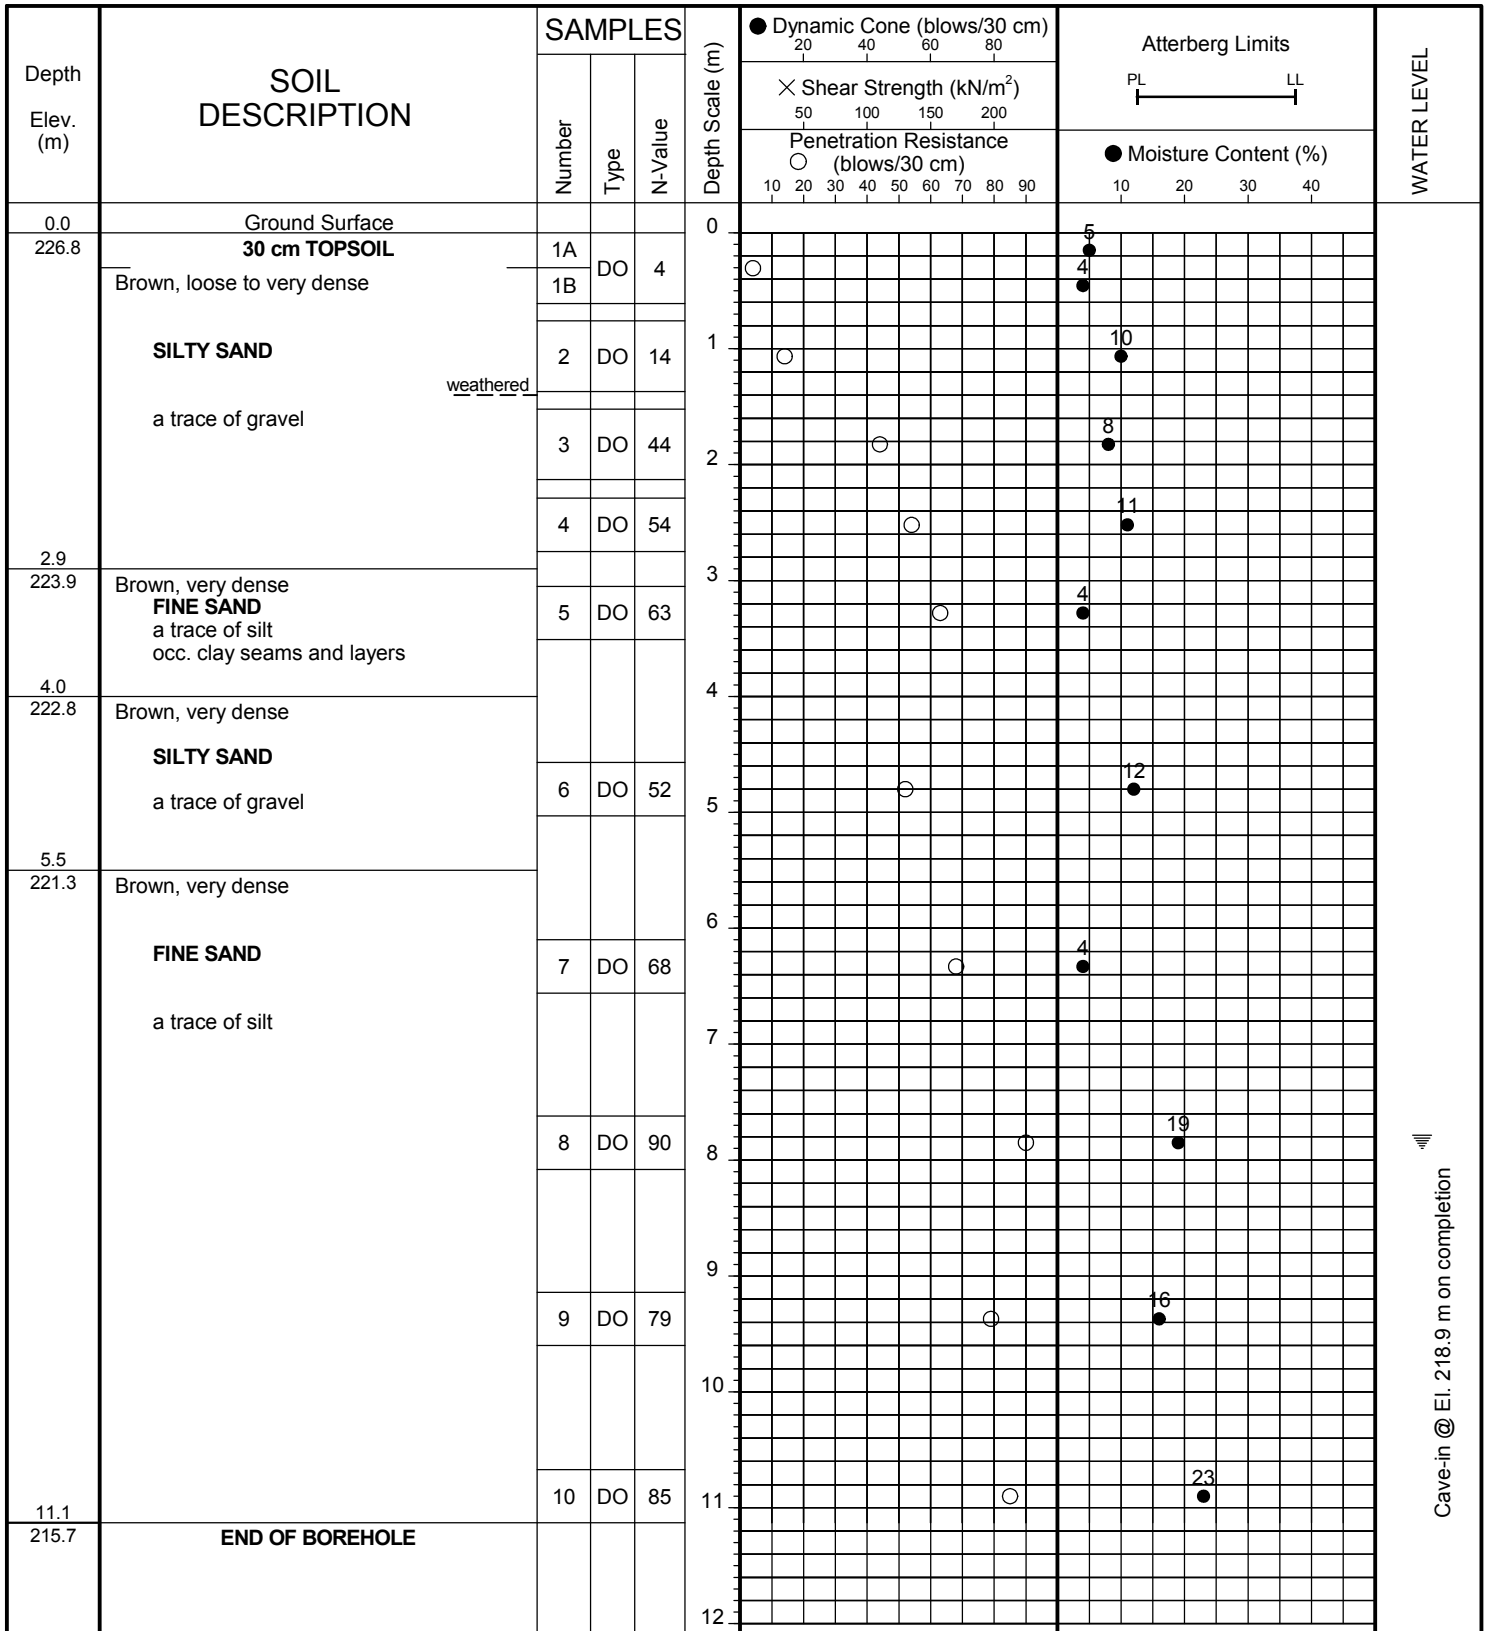 Depth
Elev.
(m)
SOIL
DESCRIPTION
SAMPLES
Number
Type
N-Value
Depth Scale (m)
● Dynamic Cone (blows/30 cm)
20 40 60 80
× Shear Strength (kN/m²)
50 100 150 200
Penetration Resistance
○ (blows/30 cm)
10 20 30 40 50 60 70 80 90
Atterberg Limits
PL LL
● Moisture Content (%)
10 20 30 40
WATER LEVEL
0.0 Ground Surface 0
226.8 30 cm TOPSOIL 1A 5
DO 4 4
Brown, loose to very dense 1B
SILTY SAND 2 DO 14 1 10
weathered
a trace of gravel
3 DO 44 8
2
4 DO 54 11
2.9
223.9 Brown, very dense 3
FINE SAND 5 DO 63 4
a trace of silt
occ. clay seams and layers
4.0 4
222.8 Brown, very dense
SILTY SAND
6 DO 52 12
a trace of gravel 5
5.5
221.3 Brown, very dense
6
FINE SAND 7 DO 68 4
a trace of silt
7
8 DO 90 19
8
9
9 DO 79 16
10
10 DO 85 23
11.1 11
215.7 END OF BOREHOLE
12
Cave-in @ El. 218.9 m on completion